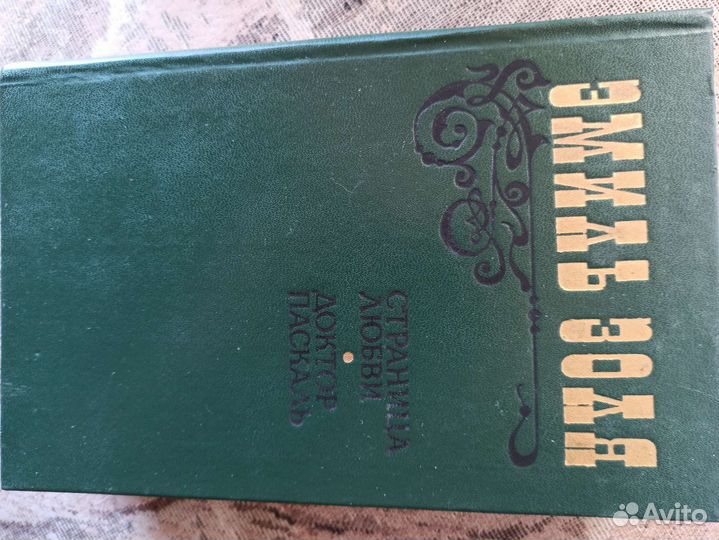 ЭМИЛЬ ЗОЛЯ
СТРАНИЦА
ЛЮБВИ
ДОКТОР
ПАСКАЛЬ
Avito